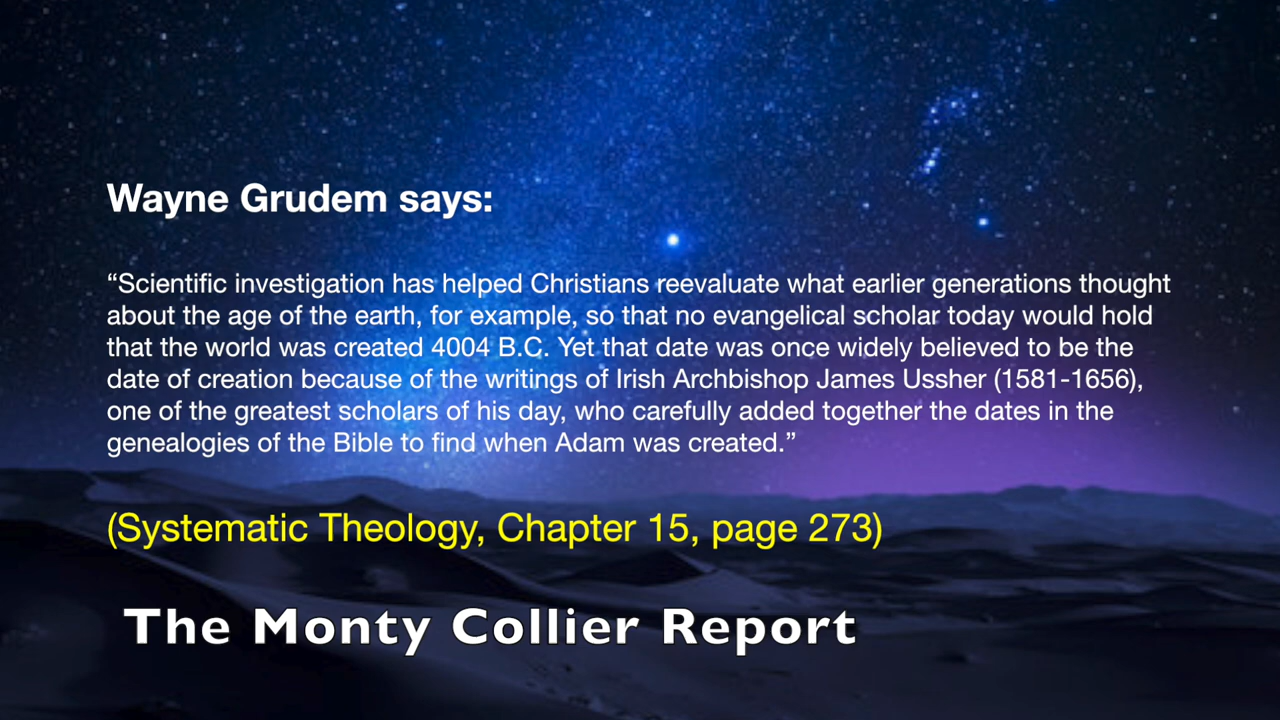 Wayne Grudem says:
“Scientific investigation has helped Christians reevaluate what earlier generations thought
about the age of the earth, for example, so that no evangelical scholar today would hold
that the world was created 4004 B.C. Yet that date was once widely believed to be the
date of creation because of the writings of Irish Archbishop James Ussher (1581-1656),
one of the greatest scholars of his day, who carefully added together the dates in the
genealogies of the Bible to find when Adam was created.”
(Systematic Theology, Chapter 15, page 273)
The Monty Collier Report